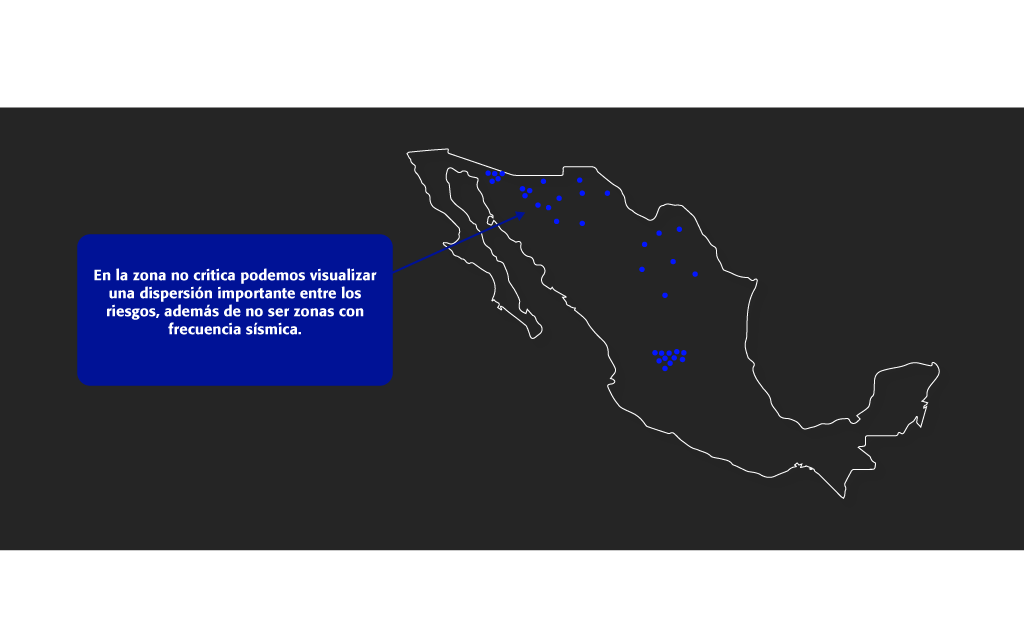 En la zona no critica podemos visualizar
una dispersión importante entre los
riesgos, además de no ser zonas con
frecuencia sísmica.